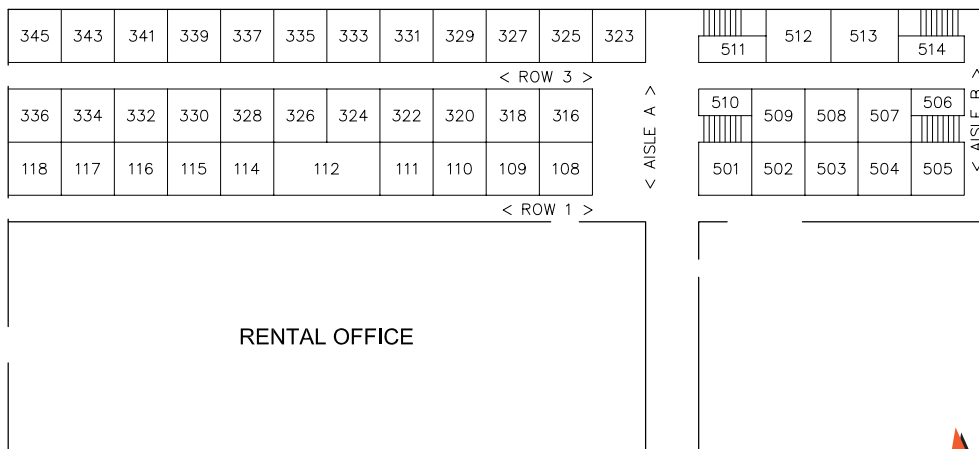 345 343 341 339 337 335 333 331 329 327 325 323 511 512 513 514
< ROW 3 >
336 334 332 330 328 326 324 322 320 318 316 510 509 508 507 506
118 117 116 115 114 112 111 110 109 108 501 502 503 504 505
< AISLE A >
< AISLE B >
< ROW 1 >
RENTAL OFFICE